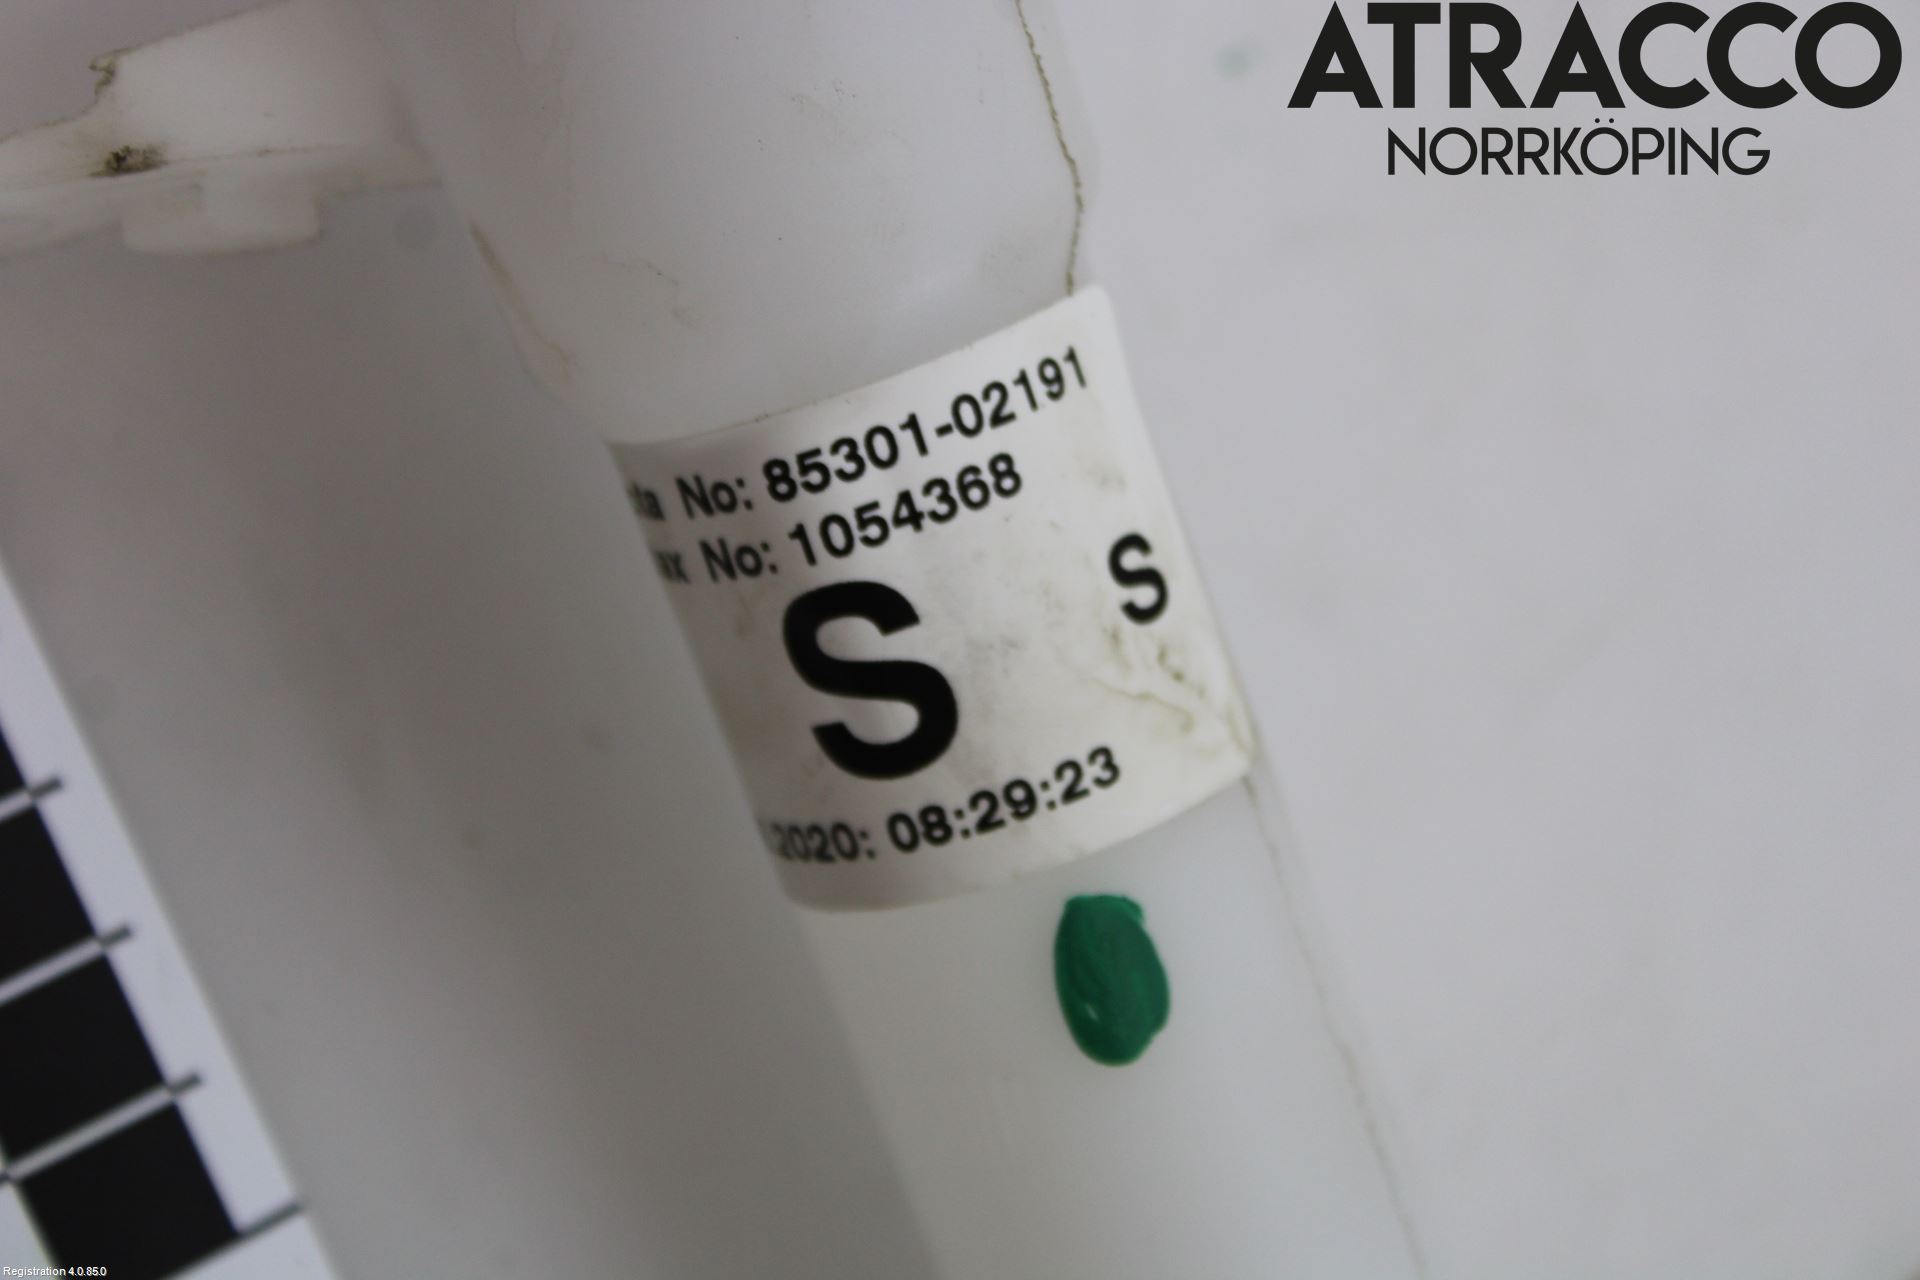 ATRACCO
NORRKÖPING
No: 85301-02191
No: 1054368
S
S
2020: 08:29:23
Registration 4.0.85.0